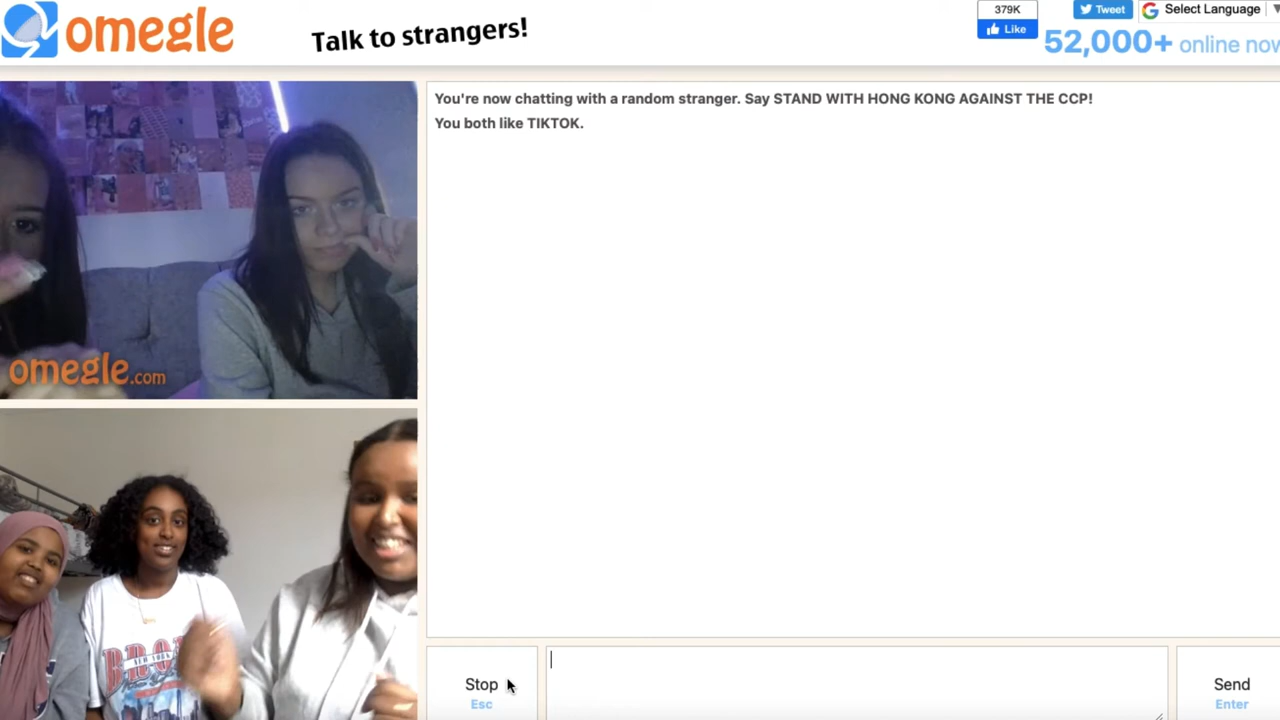 omegle
Talk to strangers!
379K
Like
Tweet
Select Language
52,000+ online now
You're now chatting with a random stranger. Say STAND WITH HONG KONG AGAINST THE CCP!
You both like TIKTOK.
omegle.com
NEW YORK
Stop
Esc
Send
Enter